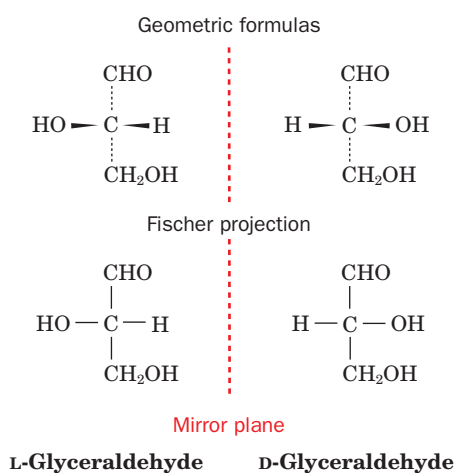 Geometric formulas
CHO CHO
HO C H H C OH
CH₂OH CH₂OH
Fischer projection
CHO CHO
HO — C — H H — C — OH
CH₂OH CH₂OH
Mirror plane
L-Glyceraldehyde D-Glyceraldehyde